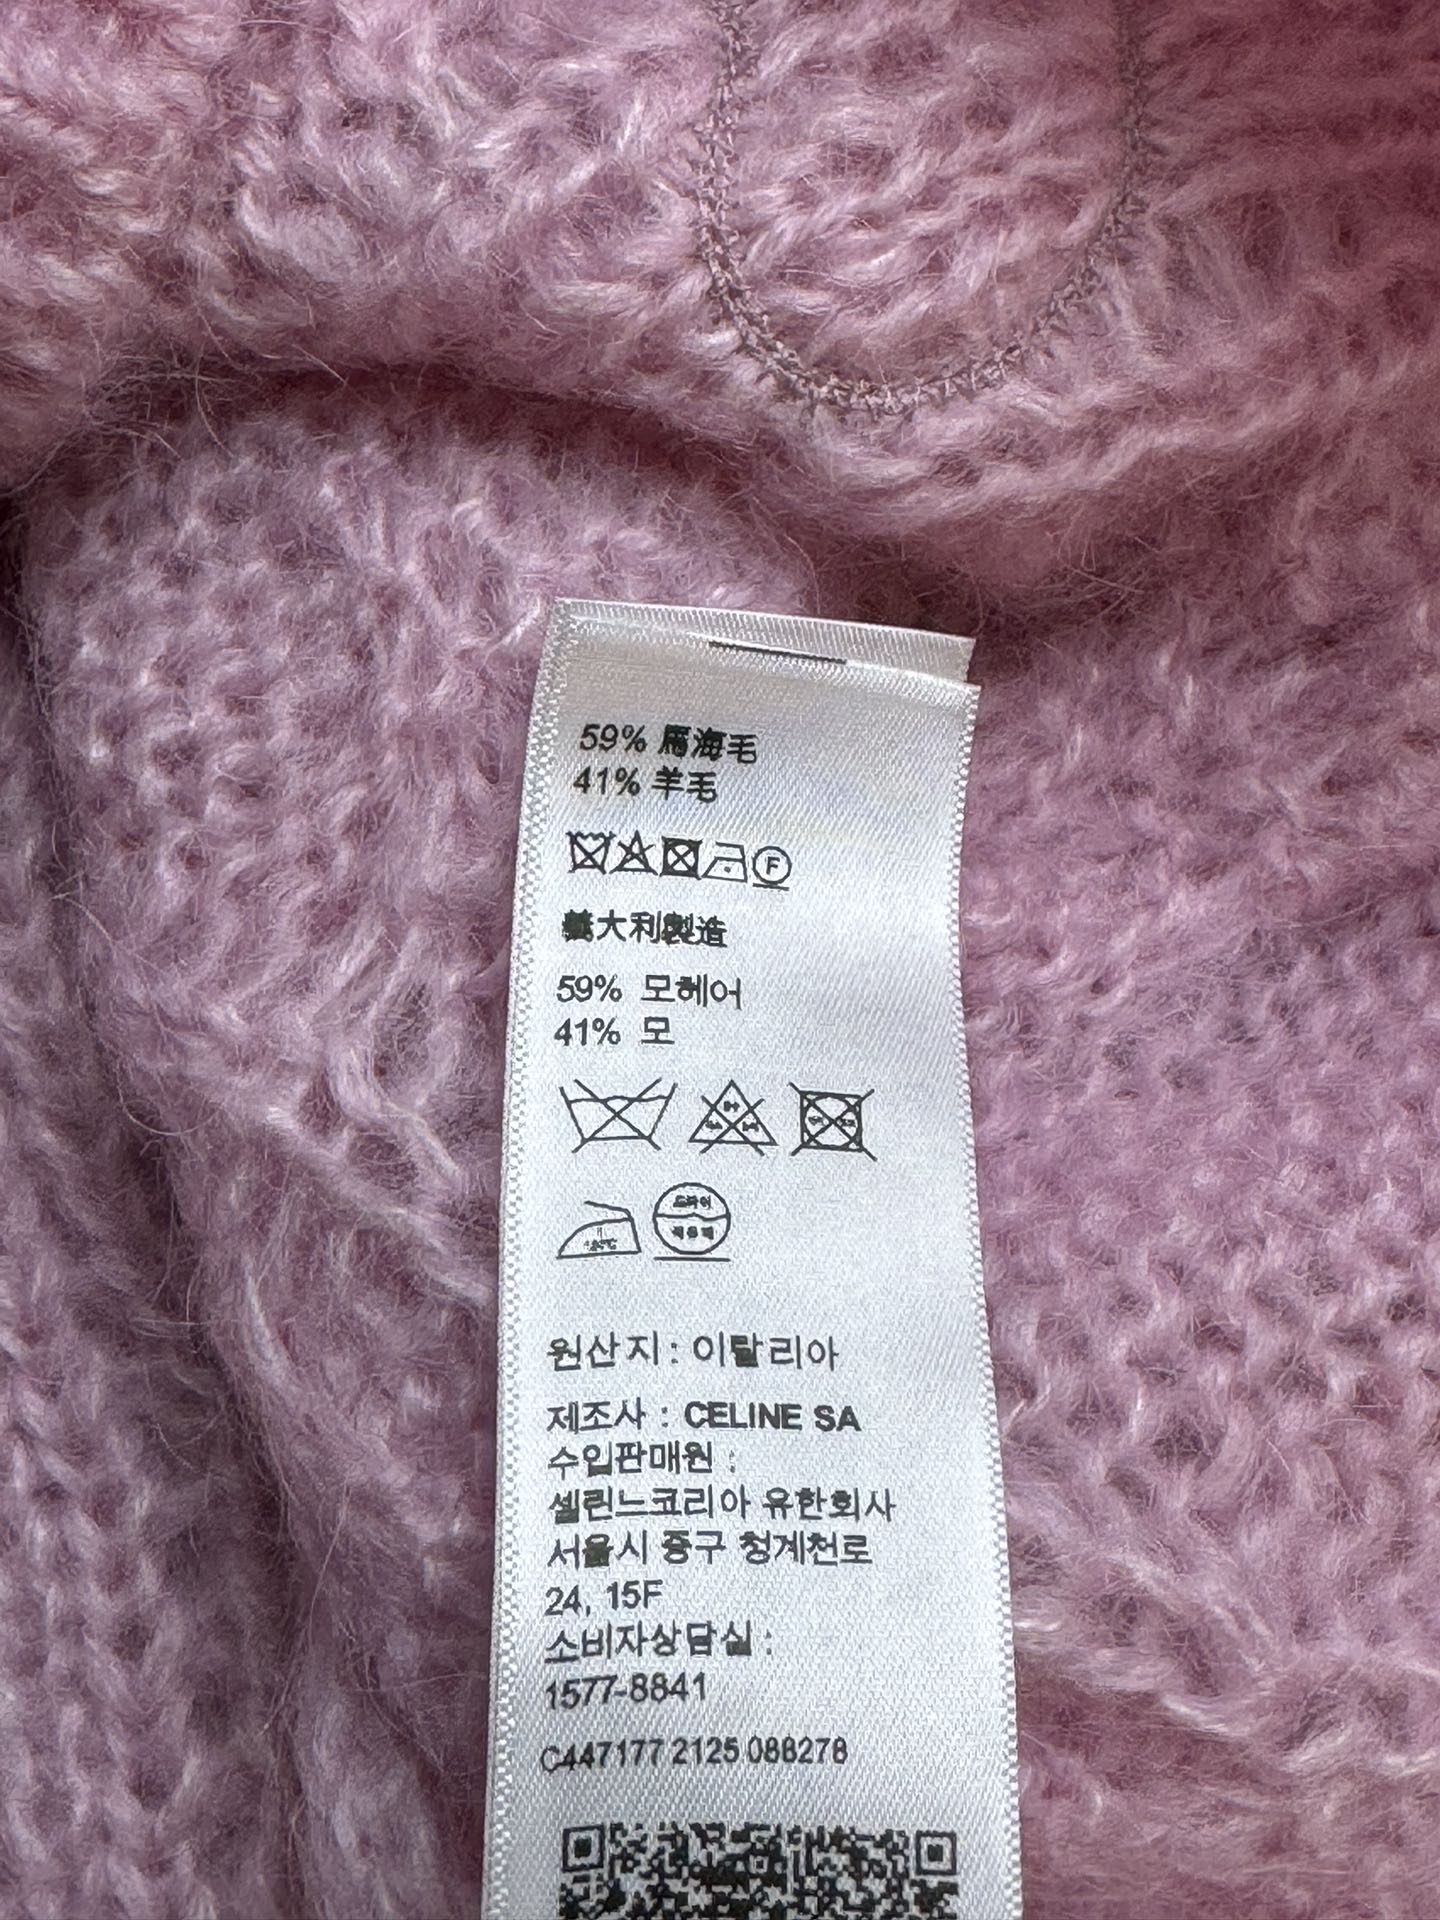 59% 馬海毛
41% 羊毛
F
義大利製造
59% 모헤어
41% 모
드라이
원산지 : 이탈리아
제조사 : CELINE SA
수입판매원 :
셀린느코리아 유한회사
서울시 중구 청계천로
24, 15F
소비자상담실 :
1577-8841
C447177 2125 088278